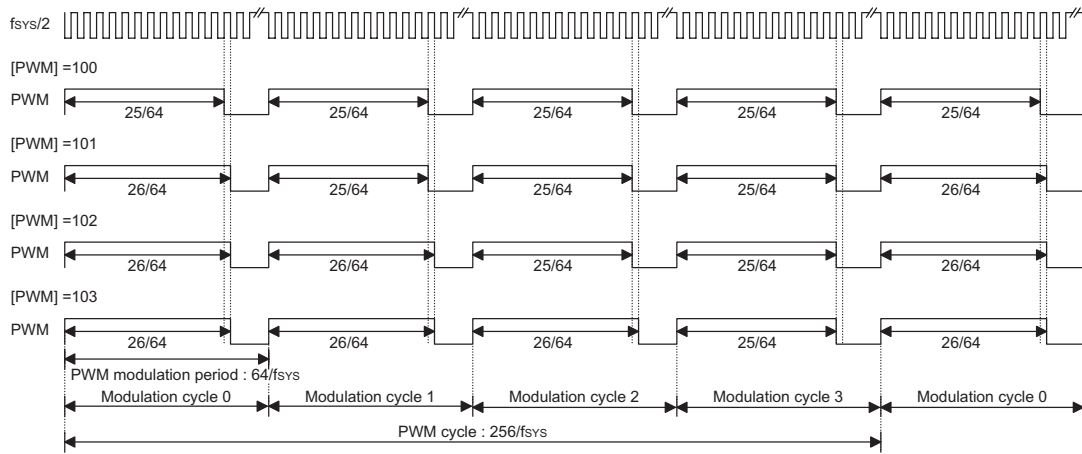 fSYS/2
[PWM] =100
PWM
25/64 25/64 25/64 25/64 25/64
[PWM] =101
PWM
26/64 25/64 25/64 25/64 26/64
[PWM] =102
PWM
26/64 26/64 25/64 25/64 26/64
[PWM] =103
PWM
26/64 26/64 26/64 25/64 26/64
PWM modulation period : 64/fSYS
Modulation cycle 0 Modulation cycle 1 Modulation cycle 2 Modulation cycle 3 Modulation cycle 0
PWM cycle : 256/fSYS